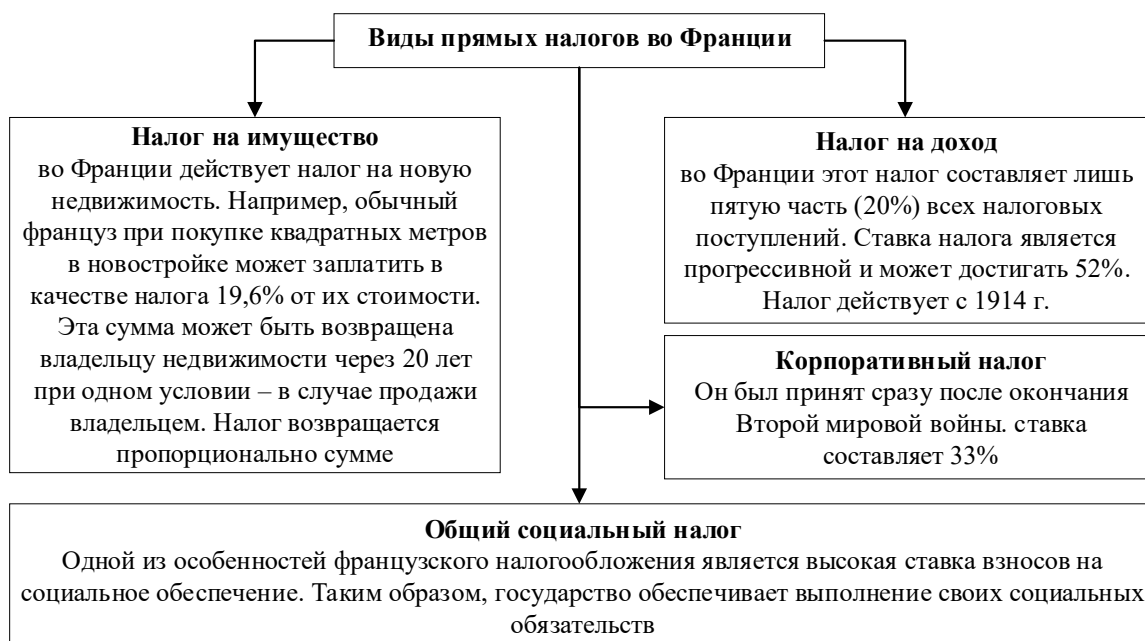 Виды прямых налогов во Франции
Налог на имущество
во Франции действует налог на новую
недвижимость. Например, обычный
француз при покупке квадратных метров
в новостройке может заплатить в
качестве налога 19,6% от их стоимости.
Эта сумма может быть возвращена
владельцу недвижимости через 20 лет
при одном условии – в случае продажи
владельцем. Налог возвращается
пропорционально сумме
Налог на доход
во Франции этот налог составляет лишь
пятую часть (20%) всех налоговых
поступлений. Ставка налога является
прогрессивной и может достигать 52%.
Налог действует с 1914 г.
Корпоративный налог
Он был принят сразу после окончания
Второй мировой войны. ставка
составляет 33%
Общий социальный налог
Одной из особенностей французского налогообложения является высокая ставка взносов на
социальное обеспечение. Таким образом, государство обеспечивает выполнение своих социальных
обязательств